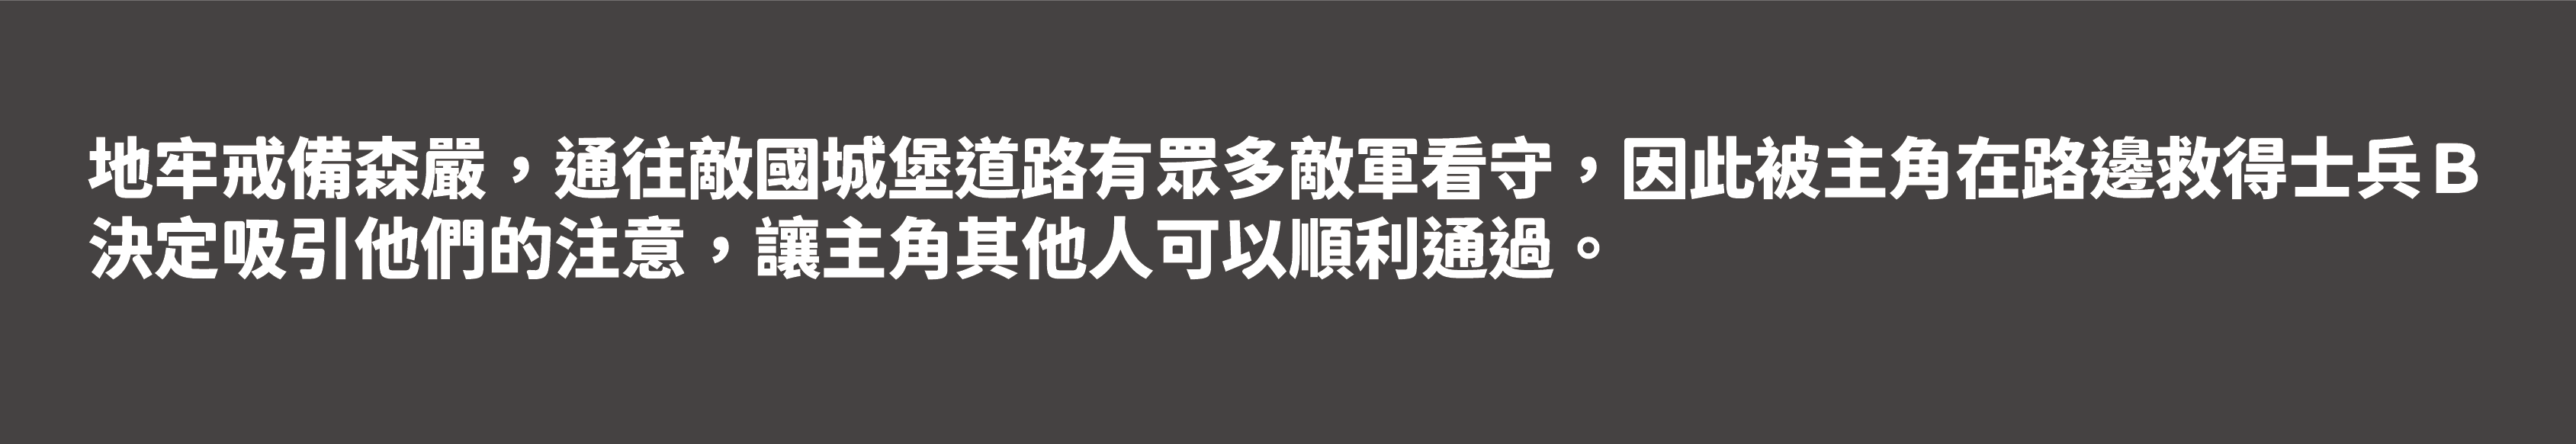 地牢戒備森嚴，通往敵國城堡道路有眾多敵軍看守，因此被主角在路邊救得士兵B
決定吸引他們的注意，讓主角其他人可以順利通過。